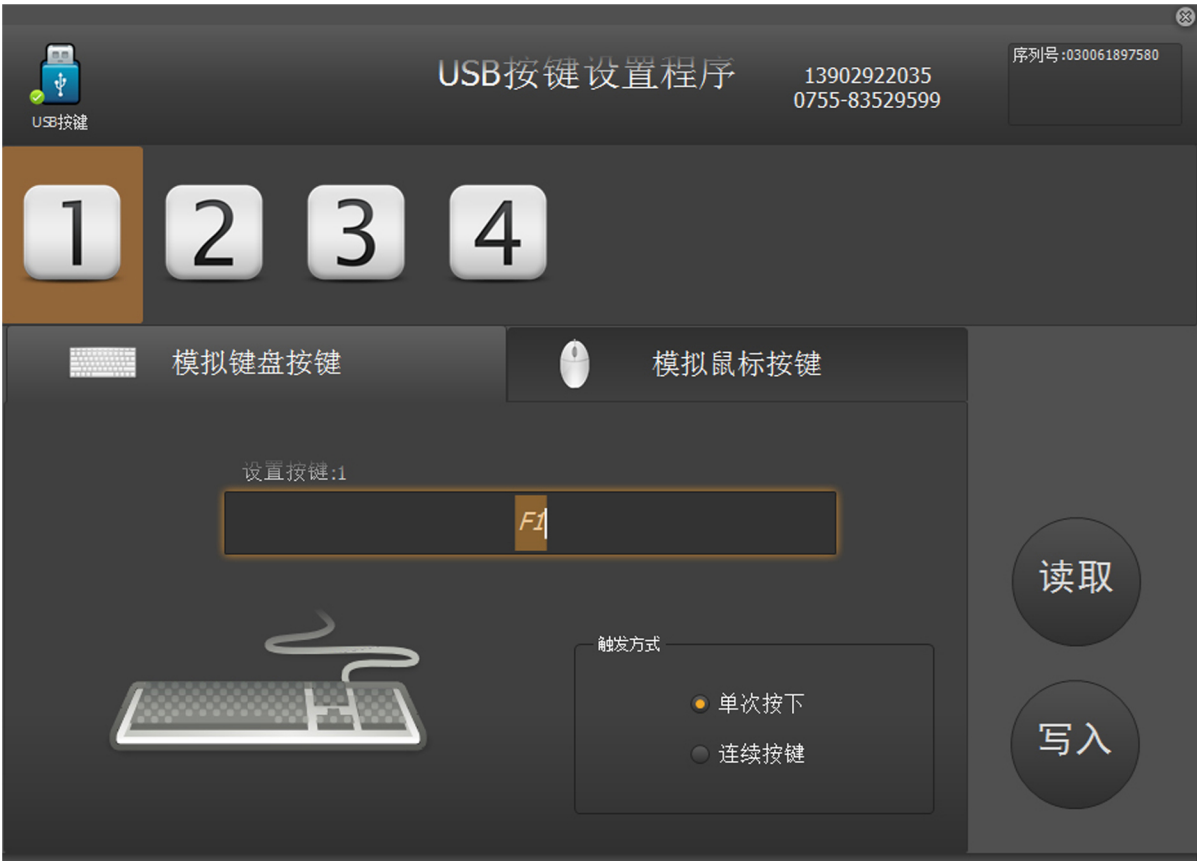 USB按键设置程序
13902922035
0755-83529599
序列号:030061897580
USB按键
1
2
3
4
模拟键盘按键
模拟鼠标按键
设置按键:1
F1
触发方式
单次按下
连续按键
读取
写入